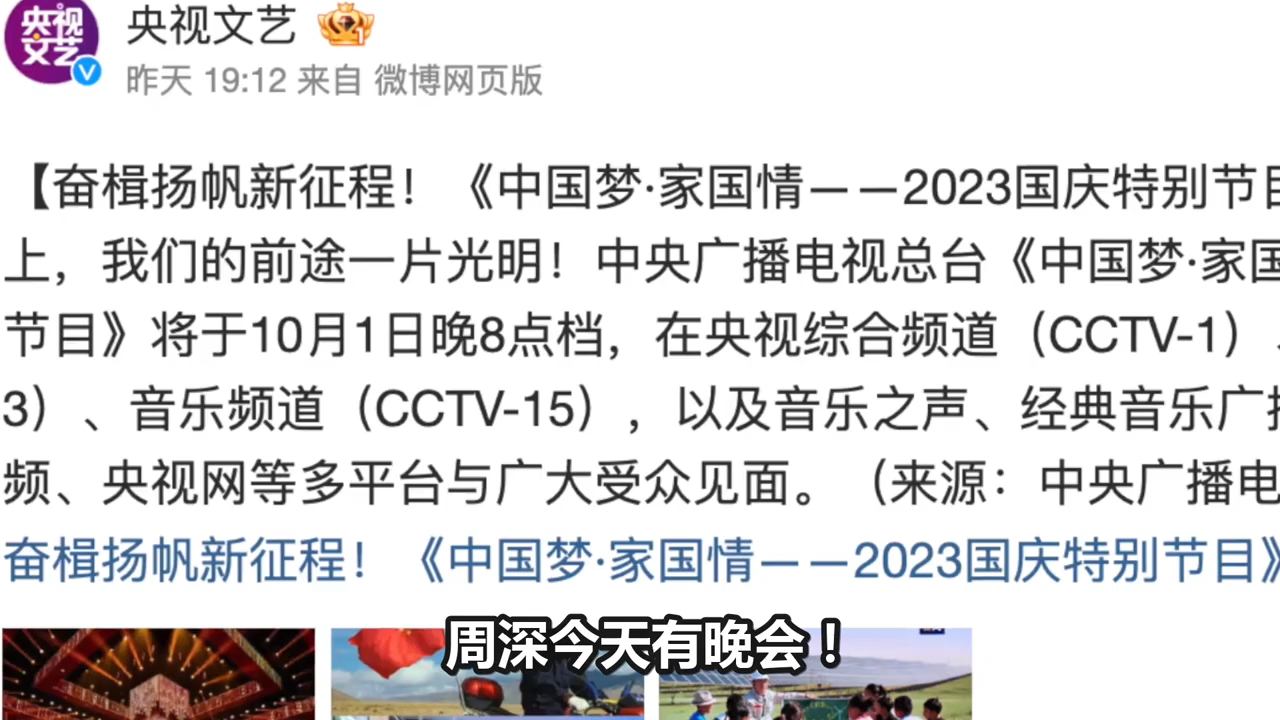 央视文艺
央视文艺
昨天 19:12 来自 微博网页版
【奋楫扬帆新征程！《中国梦·家国情——2023国庆特别节目
上，我们的前途一片光明！中央广播电视总台《中国梦·家国
节目》将于10月1日晚8点档，在央视综合频道（CCTV-1）、
3）、音乐频道（CCTV-15），以及音乐之声、经典音乐广播
频、央视网等多平台与广大受众见面。（来源：中央广播电
奋楫扬帆新征程！《中国梦·家国情——2023国庆特别节目》
周深今天有晚会！